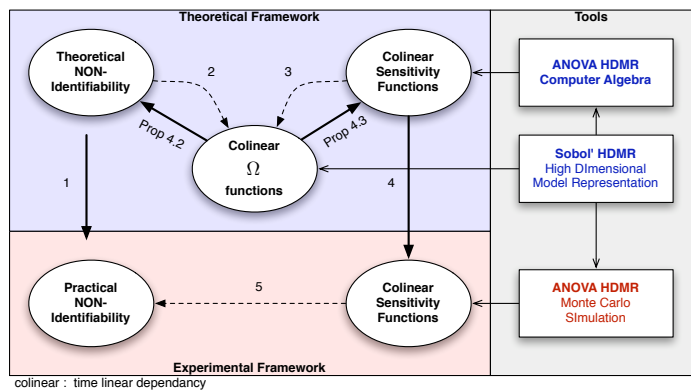 Theoretical Framework
Tools
Theoretical
NON-
Identifiability
2
3
Colinear
Sensitivity
Functions
ANOVA HDMR
Computer Algebra
Prop 4.2
Prop 4.3
Colinear
Ω
functions
1
4
Sobol' HDMR
High DImensional
Model Representation
Practical
NON-
Identifiability
5
Colinear
Sensitivity
Functions
ANOVA HDMR
Monte Carlo
SImulation
Experimental Framework
colinear : time linear dependancy